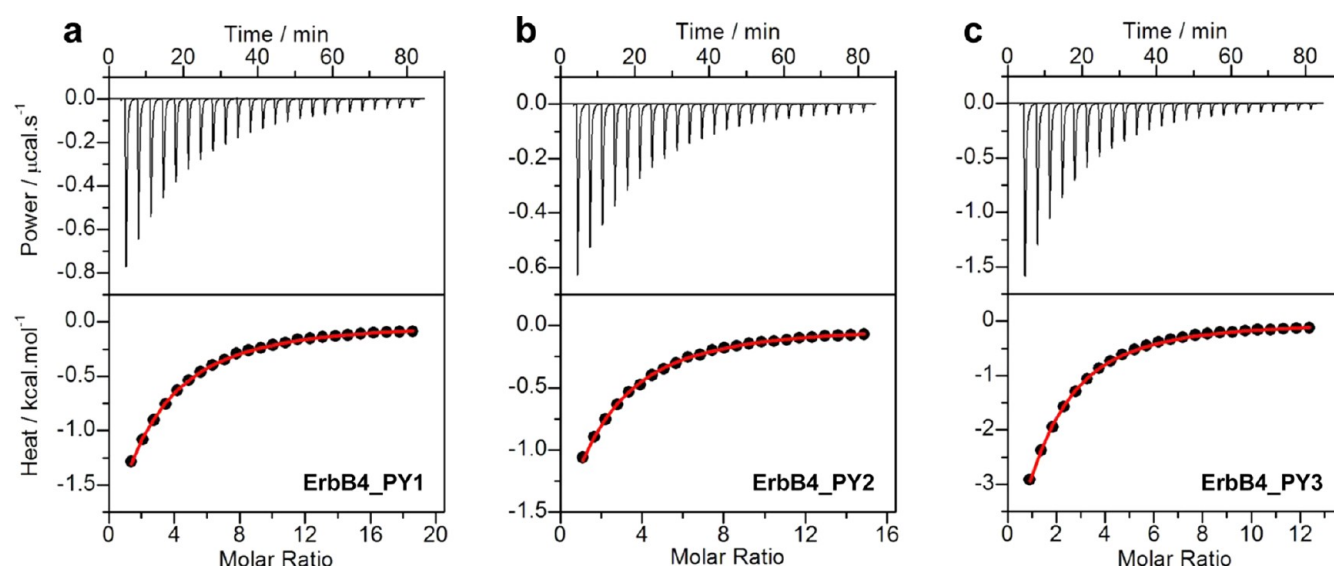 a
Time / min
0 20 40 60 80
Power / μcal.s⁻¹
0.0
-0.2
-0.4
-0.6
-0.8
Heat / kcal.mol⁻¹
0.0
-0.5
-1.0
-1.5
ErbB4_PY1
0 4 8 12 16 20
Molar Ratio
b
Time / min
0 20 40 60 80
0.0
-0.2
-0.4
-0.6
0.0
-0.5
-1.0
-1.5
ErbB4_PY2
0 4 8 12 16
Molar Ratio
c
Time / min
0 20 40 60 80
0.0
-0.5
-1.0
-1.5
0
-1
-2
-3
ErbB4_PY3
0 2 4 6 8 10 12
Molar Ratio